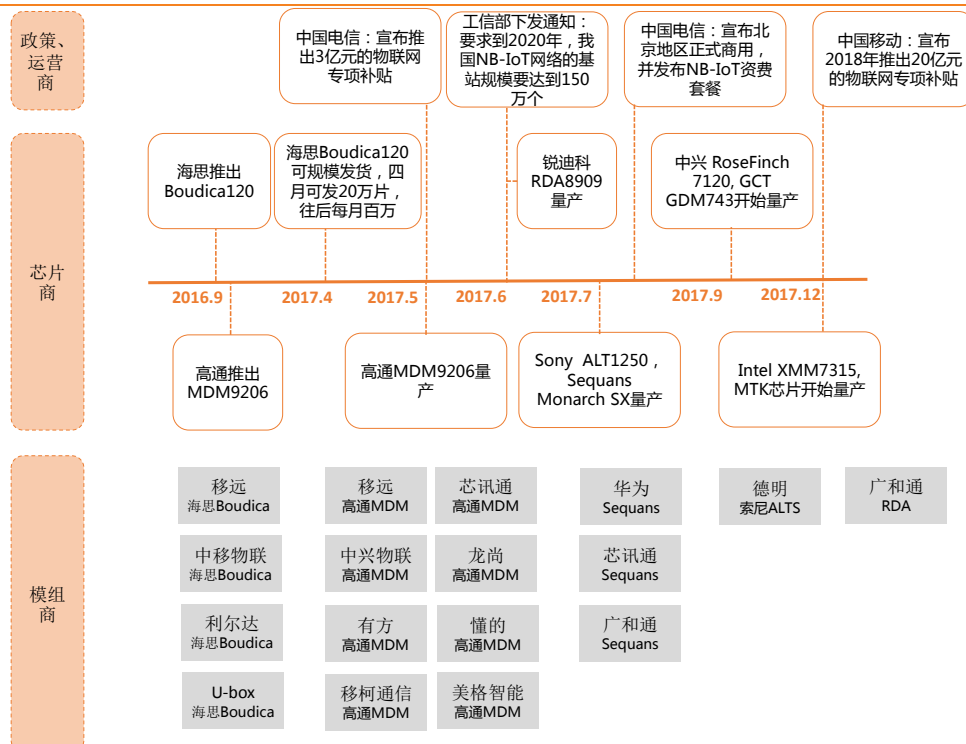 政策、
运营
商
中国电信：宣布推
出3亿元的物联网
专项补贴
工信部下发通知：
要求到2020年，我
国NB-IoT网络的基
站规模要达到150
万个
中国电信：宣布北
京地区正式商用，
并发布NB-IoT资费
套餐
中国移动：宣布
2018年推出20亿元
的物联网专项补贴
芯片
商
海思推出
Boudica120
海思Boudica120
可规模发货，四
月可发20万片，
往后每月百万
锐迪科
RDA8909
量产
中兴 RoseFinch
7120, GCT
GDM743开始量产
2016.9
2017.4
2017.5
2017.6
2017.7
2017.9
2017.12
高通推出
MDM9206
高通MDM9206量
产
Sony ALT1250，
Sequans
Monarch SX量产
Intel XMM7315,
MTK芯片开始量产
模组
商
移远
海思Boudica
移远
高通MDM
芯讯通
高通MDM
华为
Sequans
德明
索尼ALTS
广和通
RDA
中移物联
海思Boudica
中兴物联
高通MDM
龙尚
高通MDM
芯讯通
Sequans
利尔达
海思Boudica
有方
高通MDM
懂的
高通MDM
广和通
Sequans
U-box
海思Boudica
移柯通信
高通MDM
美格智能
高通MDM